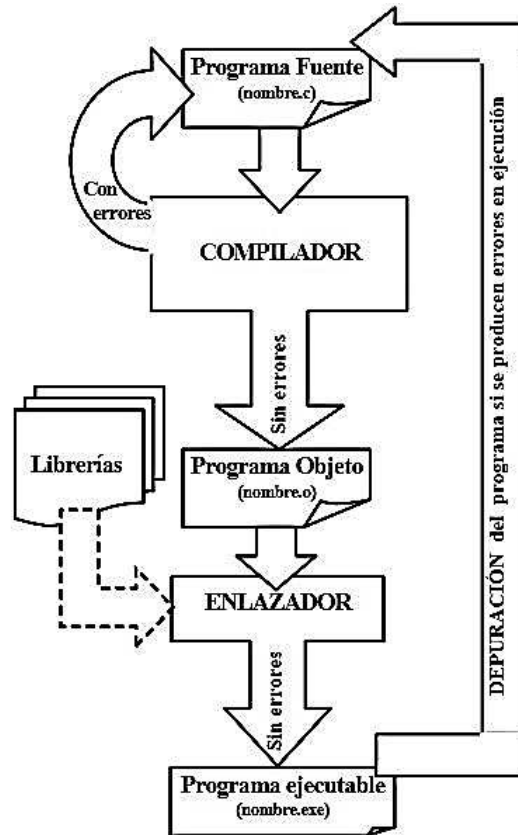 Programa Fuente
(nombre.c)
Con
errores
COMPILADOR
Sin errores
Librerías
Programa Objeto
(nombre.o)
ENLAZADOR
Sin errores
Programa ejecutable
(nombre.exe)
DEPURACIÓN del programa si se producen errores en ejecución